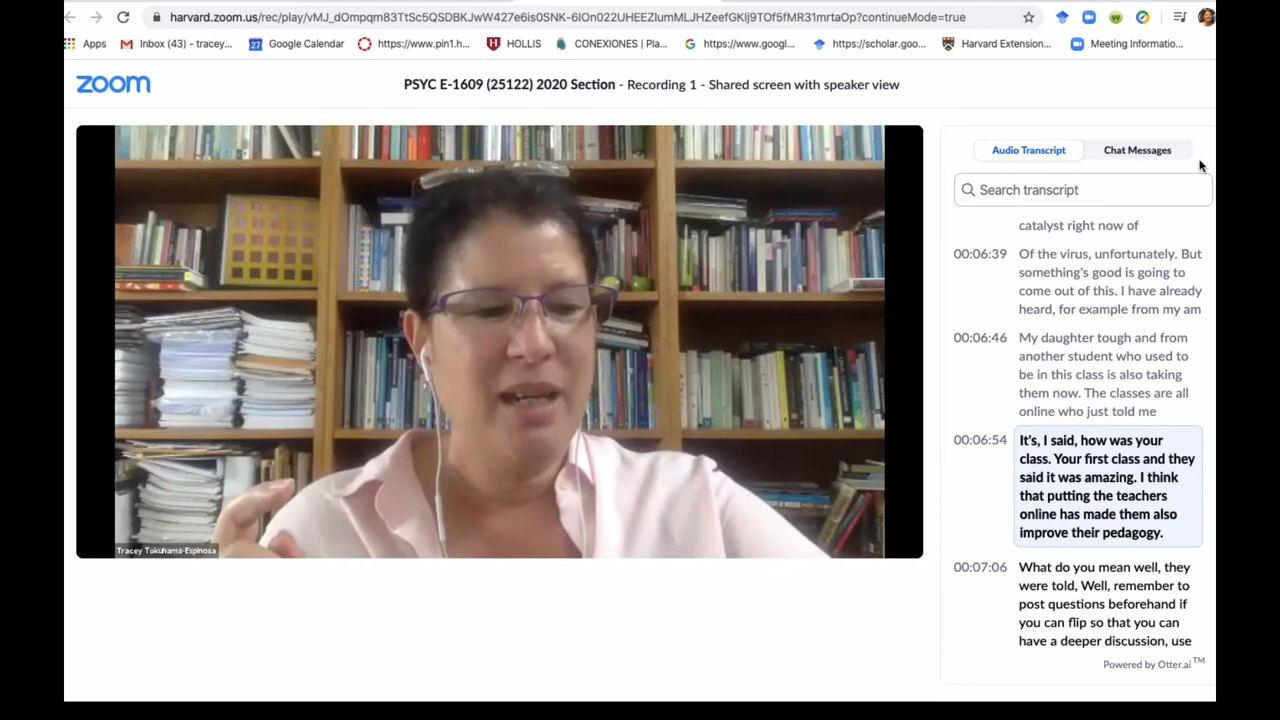 harvard.zoom.us/rec/play/vMJ_dOmpqm83TtSc5QSDBKJwW427e6is0SNK-6IOn022UHEEZlumMLJHZeefGKlj9TOf5fMR31mrtaOp?continueMode=true
Apps Inbox (43) - tracey... Google Calendar https://www.pin1.h... HOLLIS CONEXIONES | Pla... https://www.googl... https://scholar.goo... Harvard Extension... Meeting Informatio...
zoom
PSYC E-1609 (25122) 2020 Section - Recording 1 - Shared screen with speaker view
Audio Transcript Chat Messages
Search transcript
catalyst right now of
00:06:39 Of the virus, unfortunately. But
something's good is going to
come out of this. I have already
heard, for example from my am
00:06:46 My daughter tough and from
another student who used to
be in this class is also taking
them now. The classes are all
online who just told me
00:06:54 It's, I said, how was your
class. Your first class and they
said it was amazing. I think
that putting the teachers
online has made them also
improve their pedagogy.
00:07:06 What do you mean well, they
were told, Well, remember to
post questions beforehand if
you can flip so that you can
have a deeper discussion, use
Powered by Otter.ai™
Tracey Tokuhama-Espinosa